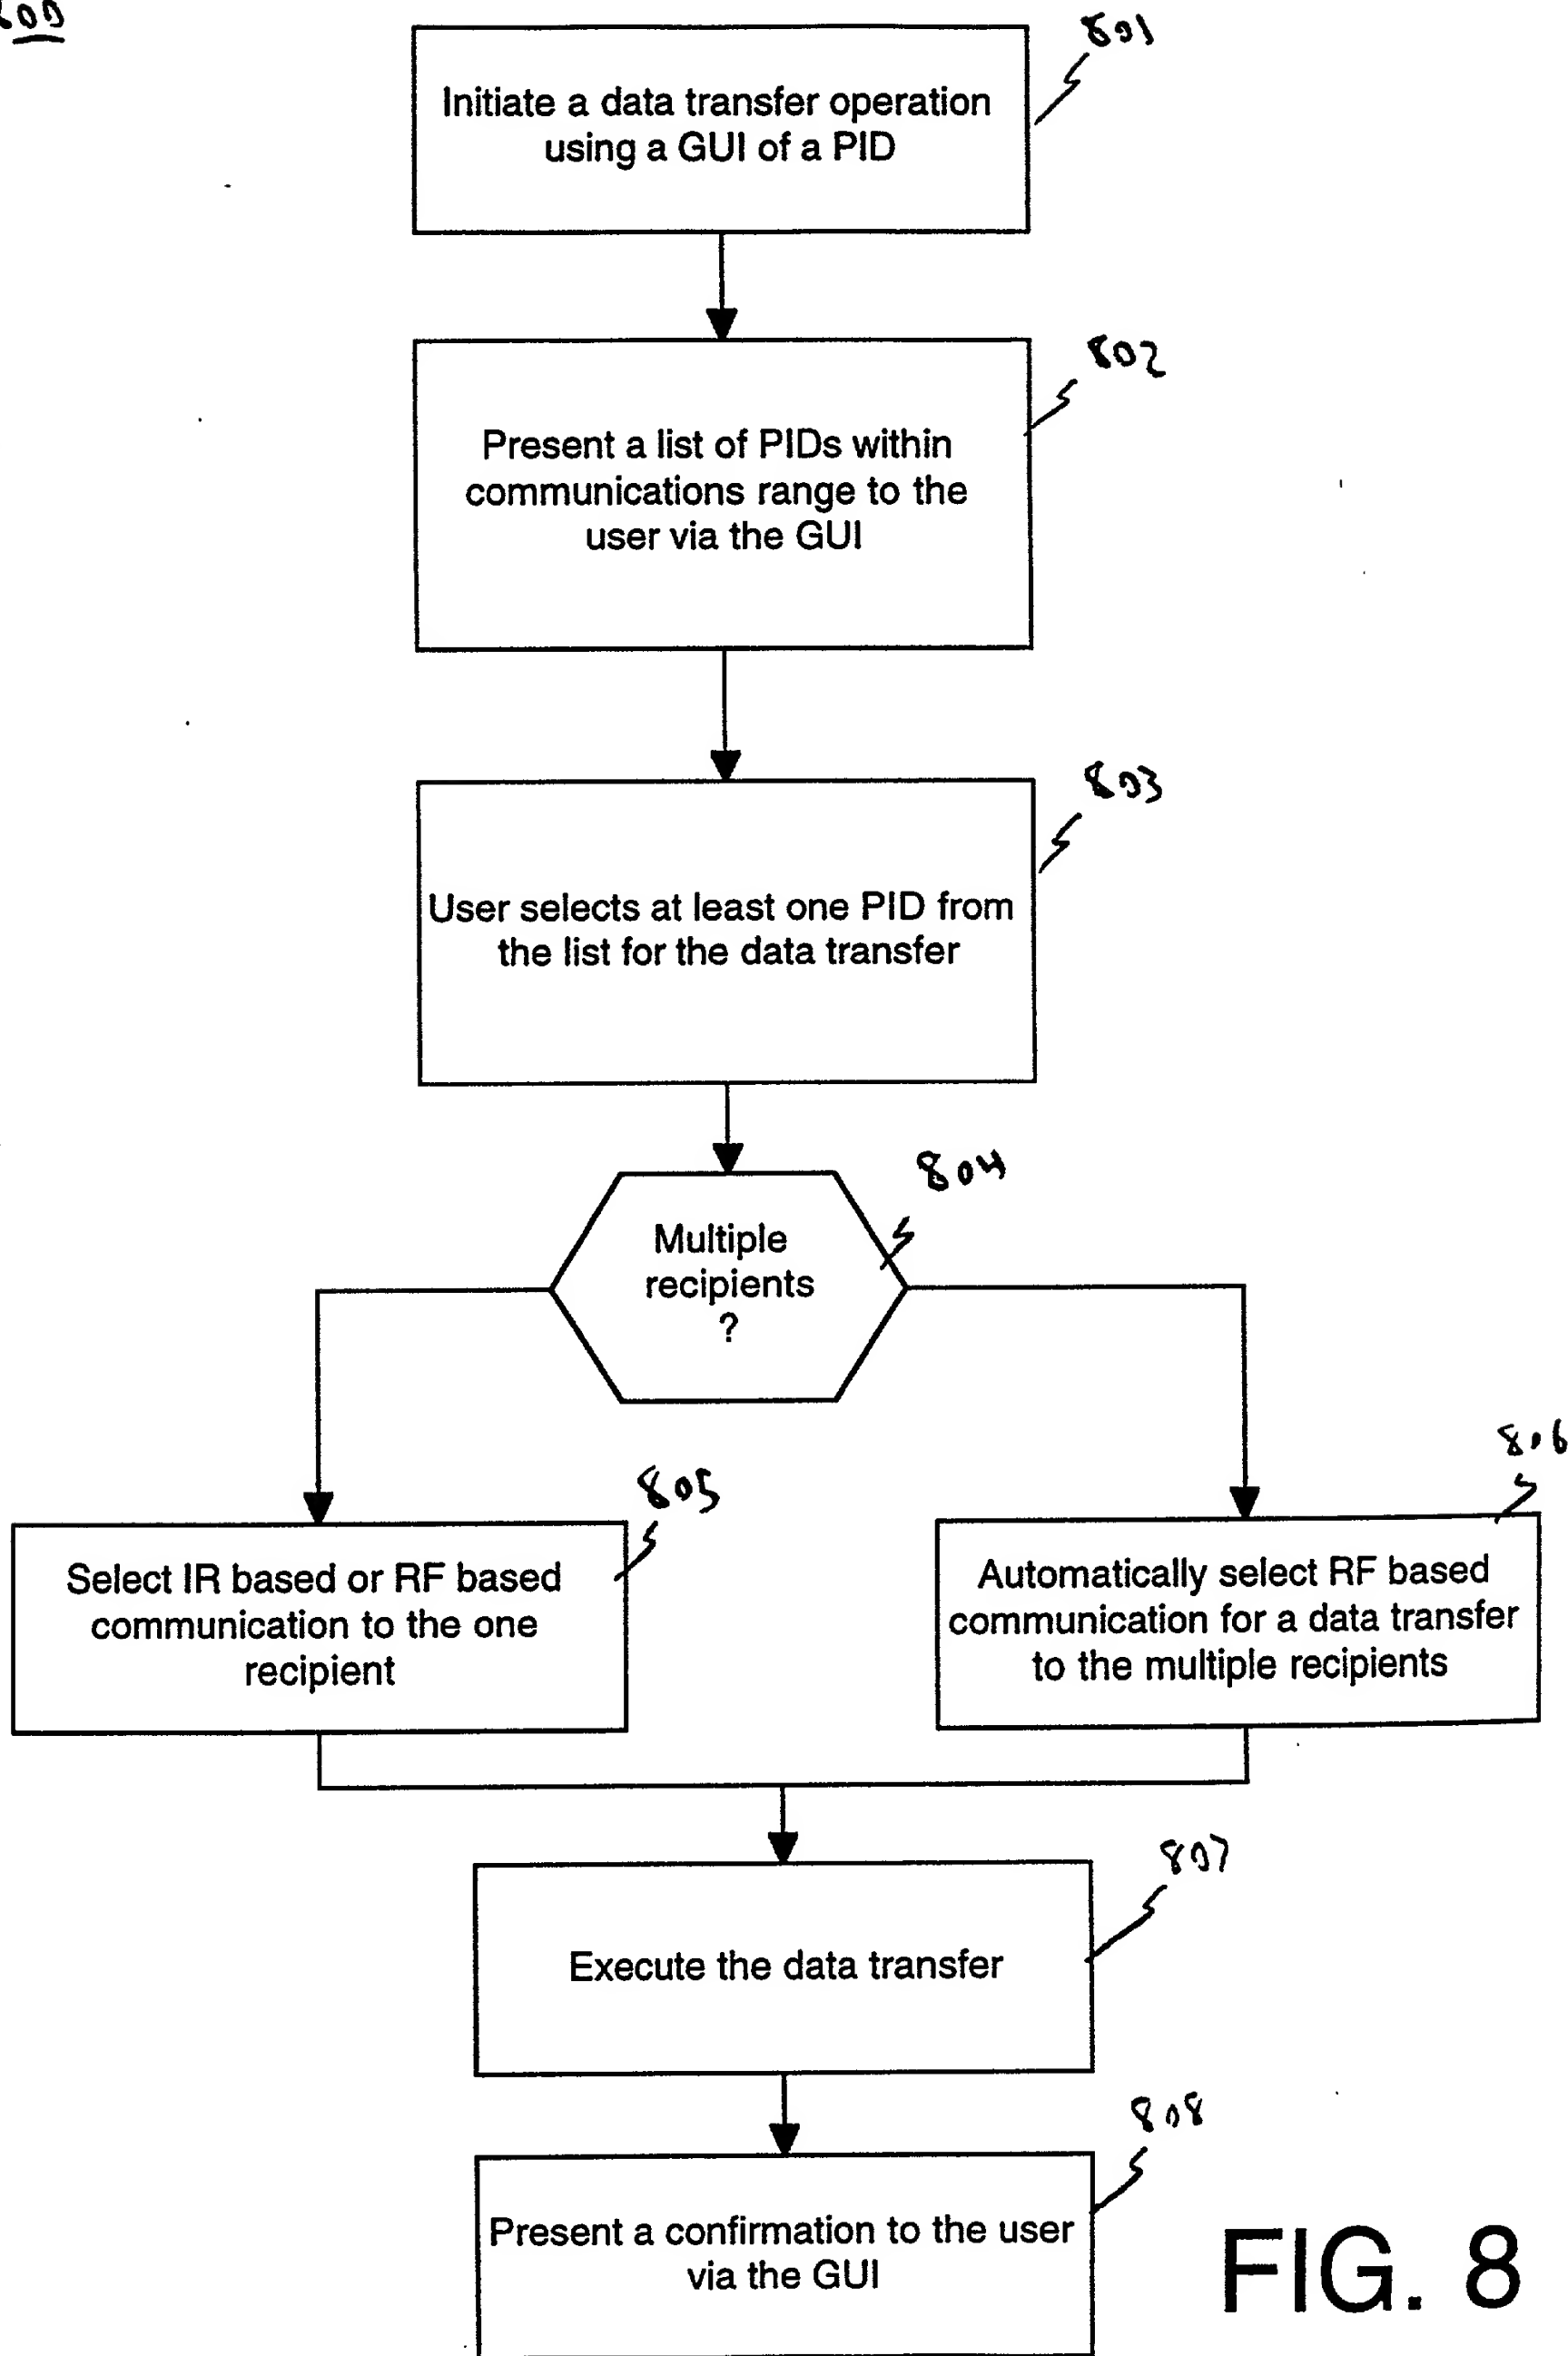 800
801
Initiate a data transfer operation
using a GUI of a PID
802
Present a list of PIDs within
communications range to the
user via the GUI
803
User selects at least one PID from
the list for the data transfer
804
Multiple
recipients
?
805
Select IR based or RF based
communication to the one
recipient
806
Automatically select RF based
communication for a data transfer
to the multiple recipients
807
Execute the data transfer
808
Present a confirmation to the user
via the GUI
FIG. 8